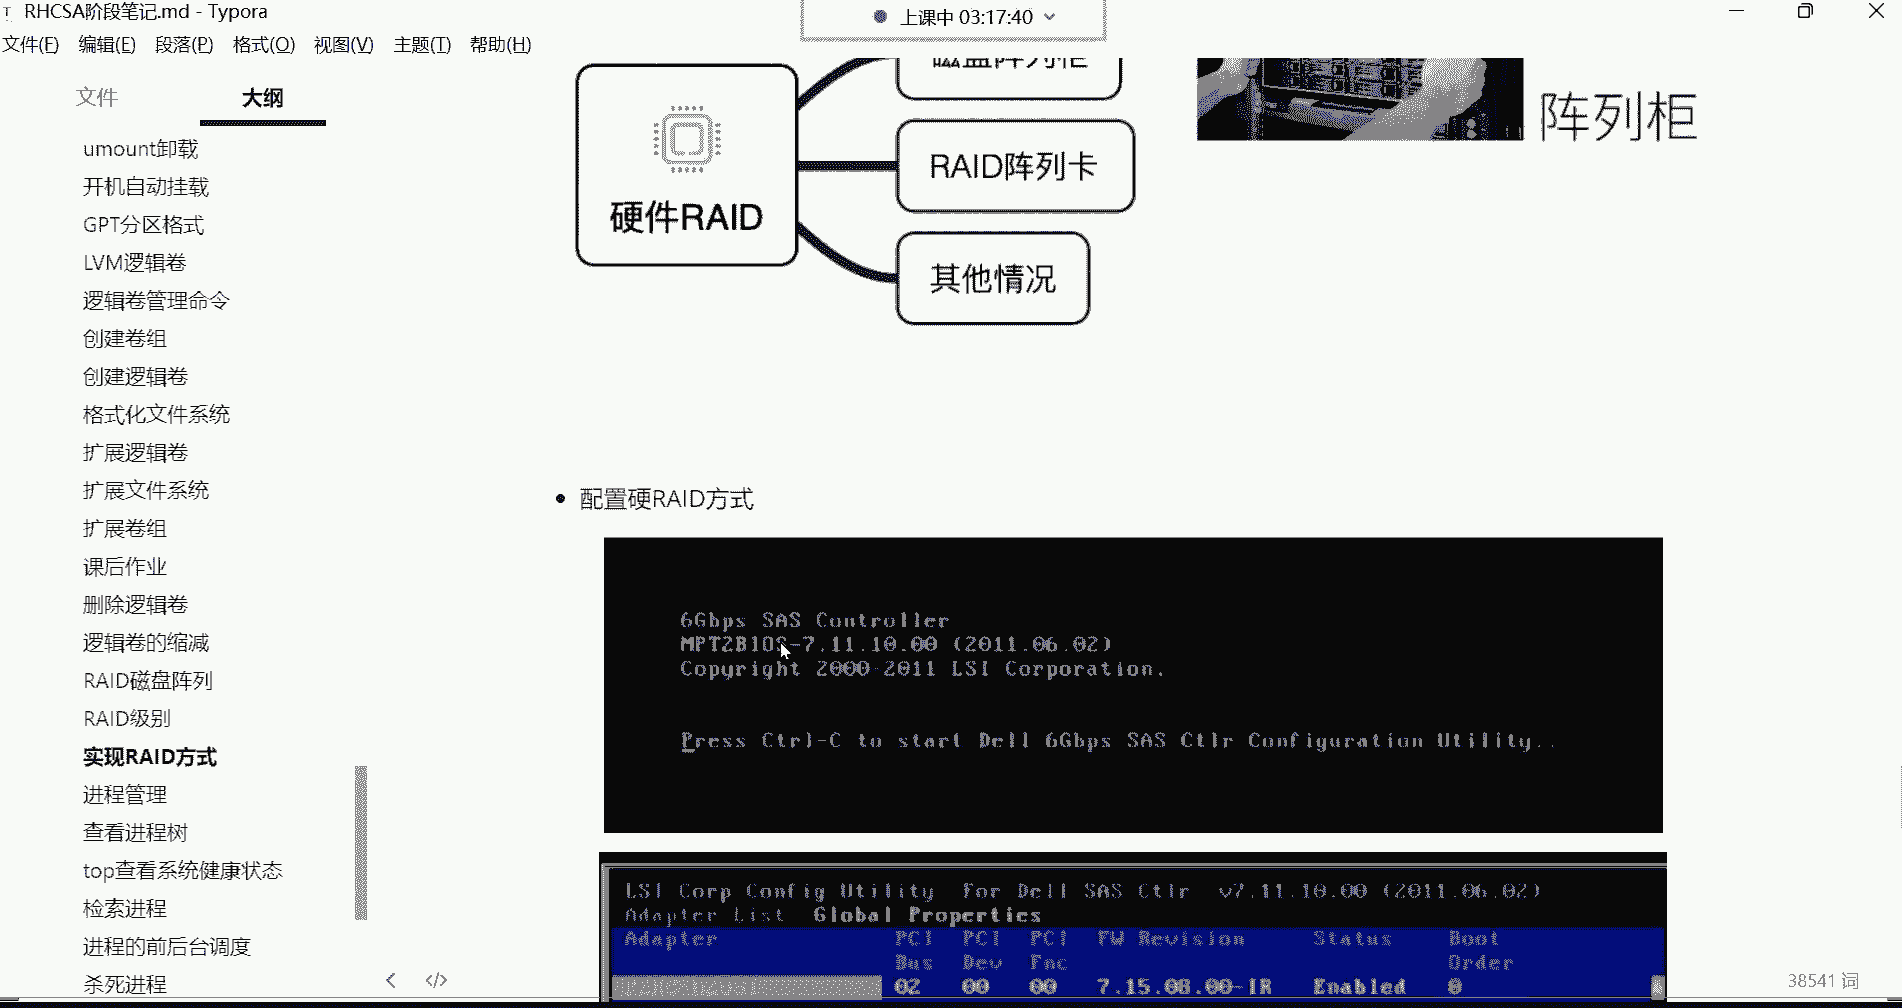 RHCSA阶段笔记.md - Typora
上课中 03:17:40
文件(F) 编辑(E) 段落(P) 格式(O) 视图(V) 主题(T) 帮助(H)
文件 大纲
umount卸载
开机自动挂载
GPT分区格式
LVM逻辑卷
逻辑卷管理命令
创建卷组
创建逻辑卷
格式化文件系统
扩展逻辑卷
扩展文件系统
扩展卷组
课后作业
删除逻辑卷
逻辑卷的缩减
RAID磁盘阵列
RAID级别
实现RAID方式
进程管理
查看进程树
top查看系统健康状态
检索进程
进程的前后台调度
杀死进程
磁盘阵列柜
阵列柜
RAID阵列卡
硬件RAID
其他情况
配置硬RAID方式
6Gbps SAS Controller
MPT2BIOS-7.11.10.00 (2011.06.02)
Copyright 2000-2011 LSI Corporation.
Press Ctrl-C to start Dell 6Gbps SAS Ctlr Configuration Utility..
LSI Corp Config Utility For Dell SAS Ctlr v7.11.10.00 (2011.06.02)
Adapter List Global Properties
Adapter PCI PCI PCI FW Revision Status Boot
Bus Dev Fnc Order
02 00 00 7.15.08.00-IR Enabled 0
38541 词